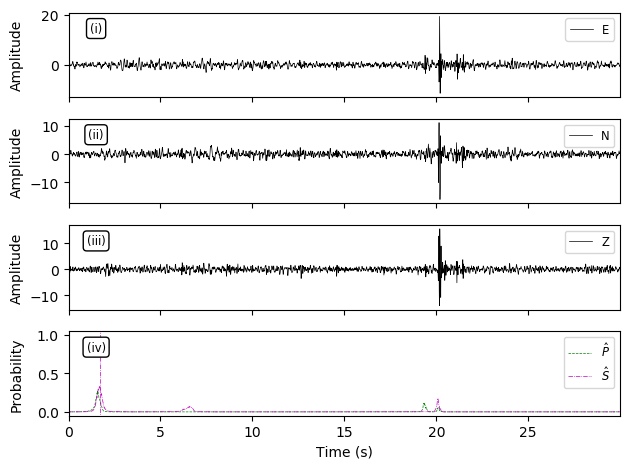 20
(i)
E
0
Amplitude
10
(ii)
N
0
−10
Amplitude
(iii)
Z
10
0
−10
Amplitude
1.0
(iv)
P̂
0.5
Ŝ
0.0
Probability
0 5 10 15 20 25
Time (s)